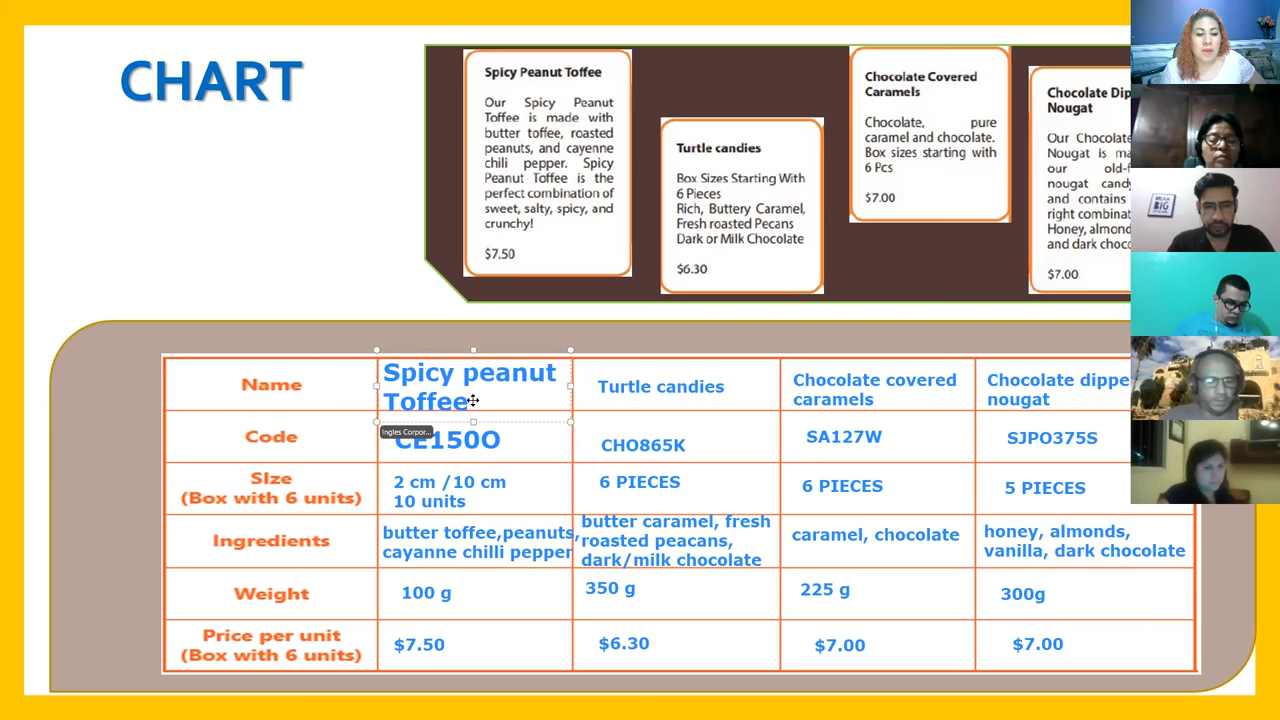 CHART
Spicy Peanut Toffee
Our Spicy Peanut
Toffee is made with
butter toffee, roasted
peanuts, and cayenne
chili pepper. Spicy
Peanut Toffee is the
perfect combination of
sweet, salty, spicy, and
crunchy!
$7.50
Turtle candies
Box Sizes Starting With
6 Pieces
Rich, Buttery Caramel,
Fresh roasted Pecans
Dark or Milk Chocolate
$6.30
Chocolate Covered
Caramels
Chocolate, pure
caramel and chocolate.
Box sizes starting with
6 Pcs
$7.00
Chocolate Dip
Nougat
Our Chocolate
Nougat is ma
our old-f
nougat candy
and contains
right combinat
Honey, almond
and dark choco
$7.00
Name
Spicy peanut
Toffee
Turtle candies
Chocolate covered
caramels
Chocolate dippe
nougat
Ingles Corpor...
Code
CE150O
CHO865K
SA127W
SJPO375S
SIze
(Box with 6 units)
2 cm /10 cm
10 units
6 PIECES
6 PIECES
5 PIECES
Ingredients
butter toffee,peanuts,
cayanne chilli pepper
butter caramel, fresh
roasted peacans,
dark/milk chocolate
caramel, chocolate
honey, almonds,
vanilla, dark chocolate
Weight
100 g
350 g
225 g
300g
Price per unit
(Box with 6 units)
$7.50
$6.30
$7.00
$7.00
BIG